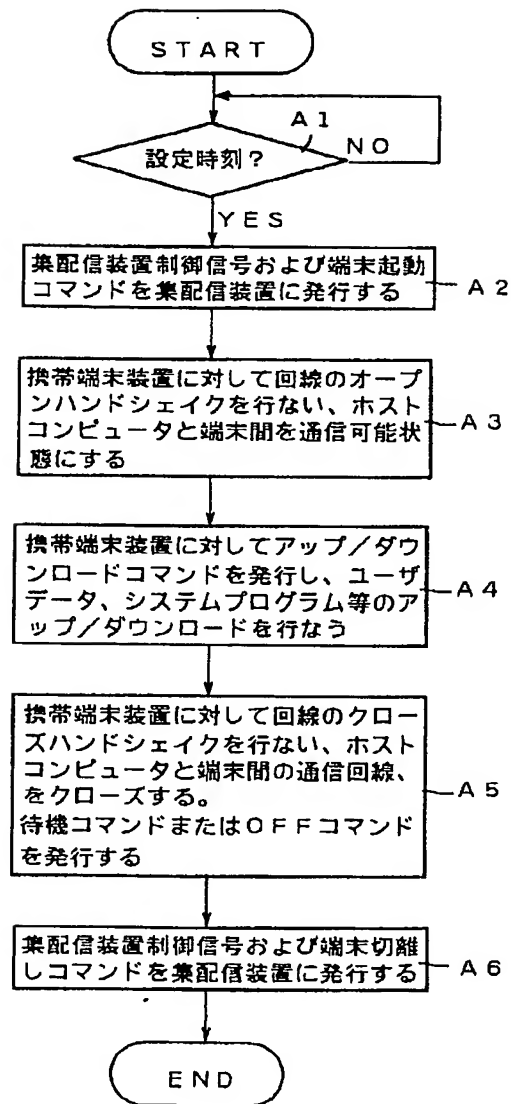 START
A1
設定時刻?
NO
YES
集配信装置制御信号および端末起動
コマンドを集配信装置に発行する
A2
携帯端末装置に対して回線のオープ
ンハンドシェイクを行ない、ホスト
コンピュータと端末間を通信可能状
態にする
A3
携帯端末装置に対してアップ/ダウ
ンロードコマンドを発行し、ユーザ
データ、システムプログラム等のア
ップ/ダウンロードを行なう
A4
携帯端末装置に対して回線のクロー
ズハンドシェイクを行ない、ホスト
コンピュータと端末間の通信回線、
をクローズする。
待機コマンドまたはOFFコマンド
を発行する
A5
集配信装置制御信号および端末切離
しコマンドを集配信装置に発行する
A6
END